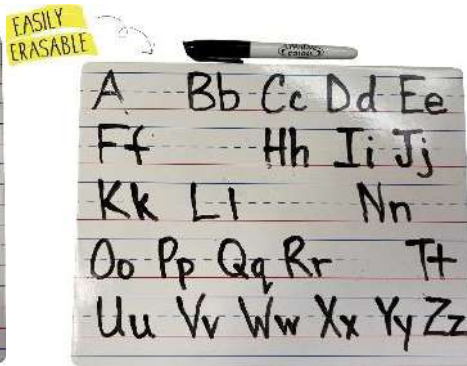 EASILY
ERASABLE
A Bb Cc Dd Ee
Ff Hh Ii Jj
Kk Ll Nn
Oo Pp Qq Rr Tt
Uu Vv Ww Xx Yy Zz